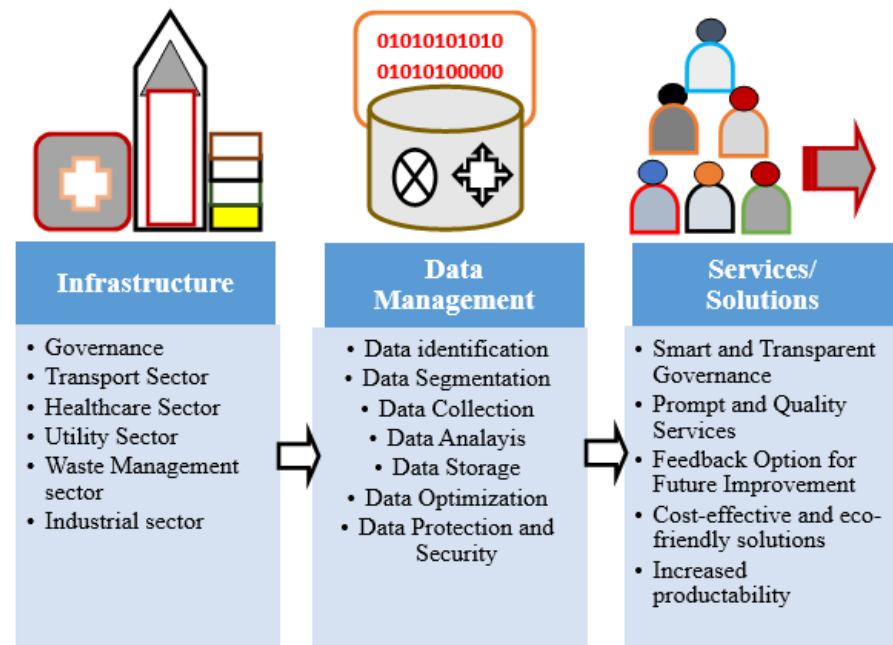 01010101010
01010100000
Infrastructure
• Governance
• Transport Sector
• Healthcare Sector
• Utility Sector
• Waste Management
sector
• Industrial sector
Data
Management
• Data identification
• Data Segmentation
• Data Collection
• Data Analayis
• Data Storage
• Data Optimization
• Data Protection and
Security
Services/
Solutions
• Smart and Transparent
Governance
• Prompt and Quality
Services
• Feedback Option for
Future Improvement
• Cost-effective and eco-
friendly solutions
• Increased
productability